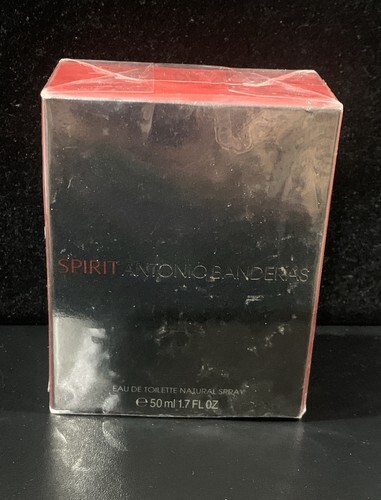 SPIRIT ANTONIO BANDERAS
EAU DE TOILETTE NATURAL SPRAY
℮ 50 ml 1.7 FL OZ